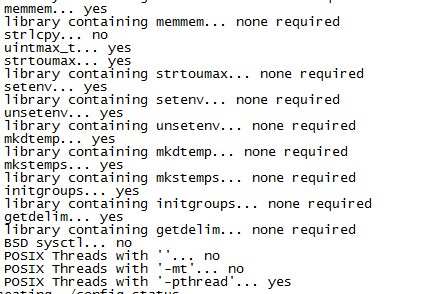 memmem... yes
library containing memmem... none required
strlcpy... no
uintmax_t... yes
strtoumax... yes
library containing strtoumax... none required
setenv... yes
library containing setenv... none required
unsetenv... yes
library containing unsetenv... none required
mkdtemp... yes
library containing mkdtemp... none required
mkstemps... yes
library containing mkstemps... none required
initgroups... yes
library containing initgroups... none required
getdelim... yes
library containing getdelim... none required
BSD sysctl... no
POSIX Threads with ''... no
POSIX Threads with '-mt'... no
POSIX Threads with '-pthread'... yes
eating ./config.status